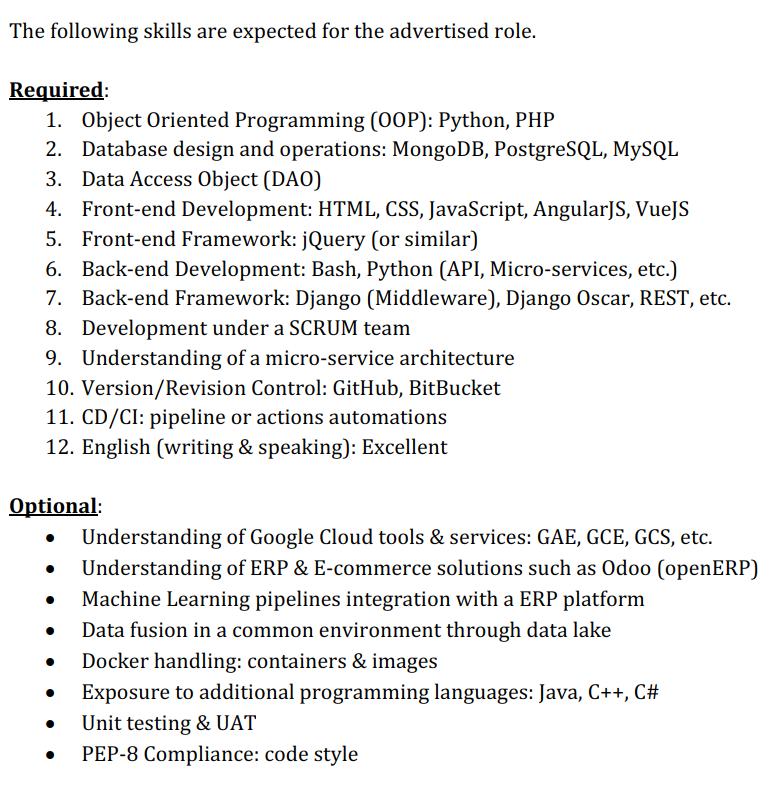 The following skills are expected for the advertised role.
Required:
1. Object Oriented Programming (OOP): Python, PHP
2. Database design and operations: MongoDB, PostgreSQL, MySQL
3. Data Access Object (DAO)
4. Front-end Development: HTML, CSS, JavaScript, AngularJS, VueJS
5. Front-end Framework: jQuery (or similar)
6. Back-end Development: Bash, Python (API, Micro-services, etc.)
7. Back-end Framework: Django (Middleware), Django Oscar, REST, etc.
8. Development under a SCRUM team
9. Understanding of a micro-service architecture
10. Version/Revision Control: GitHub, BitBucket
11. CD/CI: pipeline or actions automations
12. English (writing & speaking): Excellent
Optional:
• Understanding of Google Cloud tools & services: GAE, GCE, GCS, etc.
• Understanding of ERP & E-commerce solutions such as Odoo (openERP)
• Machine Learning pipelines integration with a ERP platform
• Data fusion in a common environment through data lake
• Docker handling: containers & images
• Exposure to additional programming languages: Java, C++, C#
• Unit testing & UAT
• PEP-8 Compliance: code style